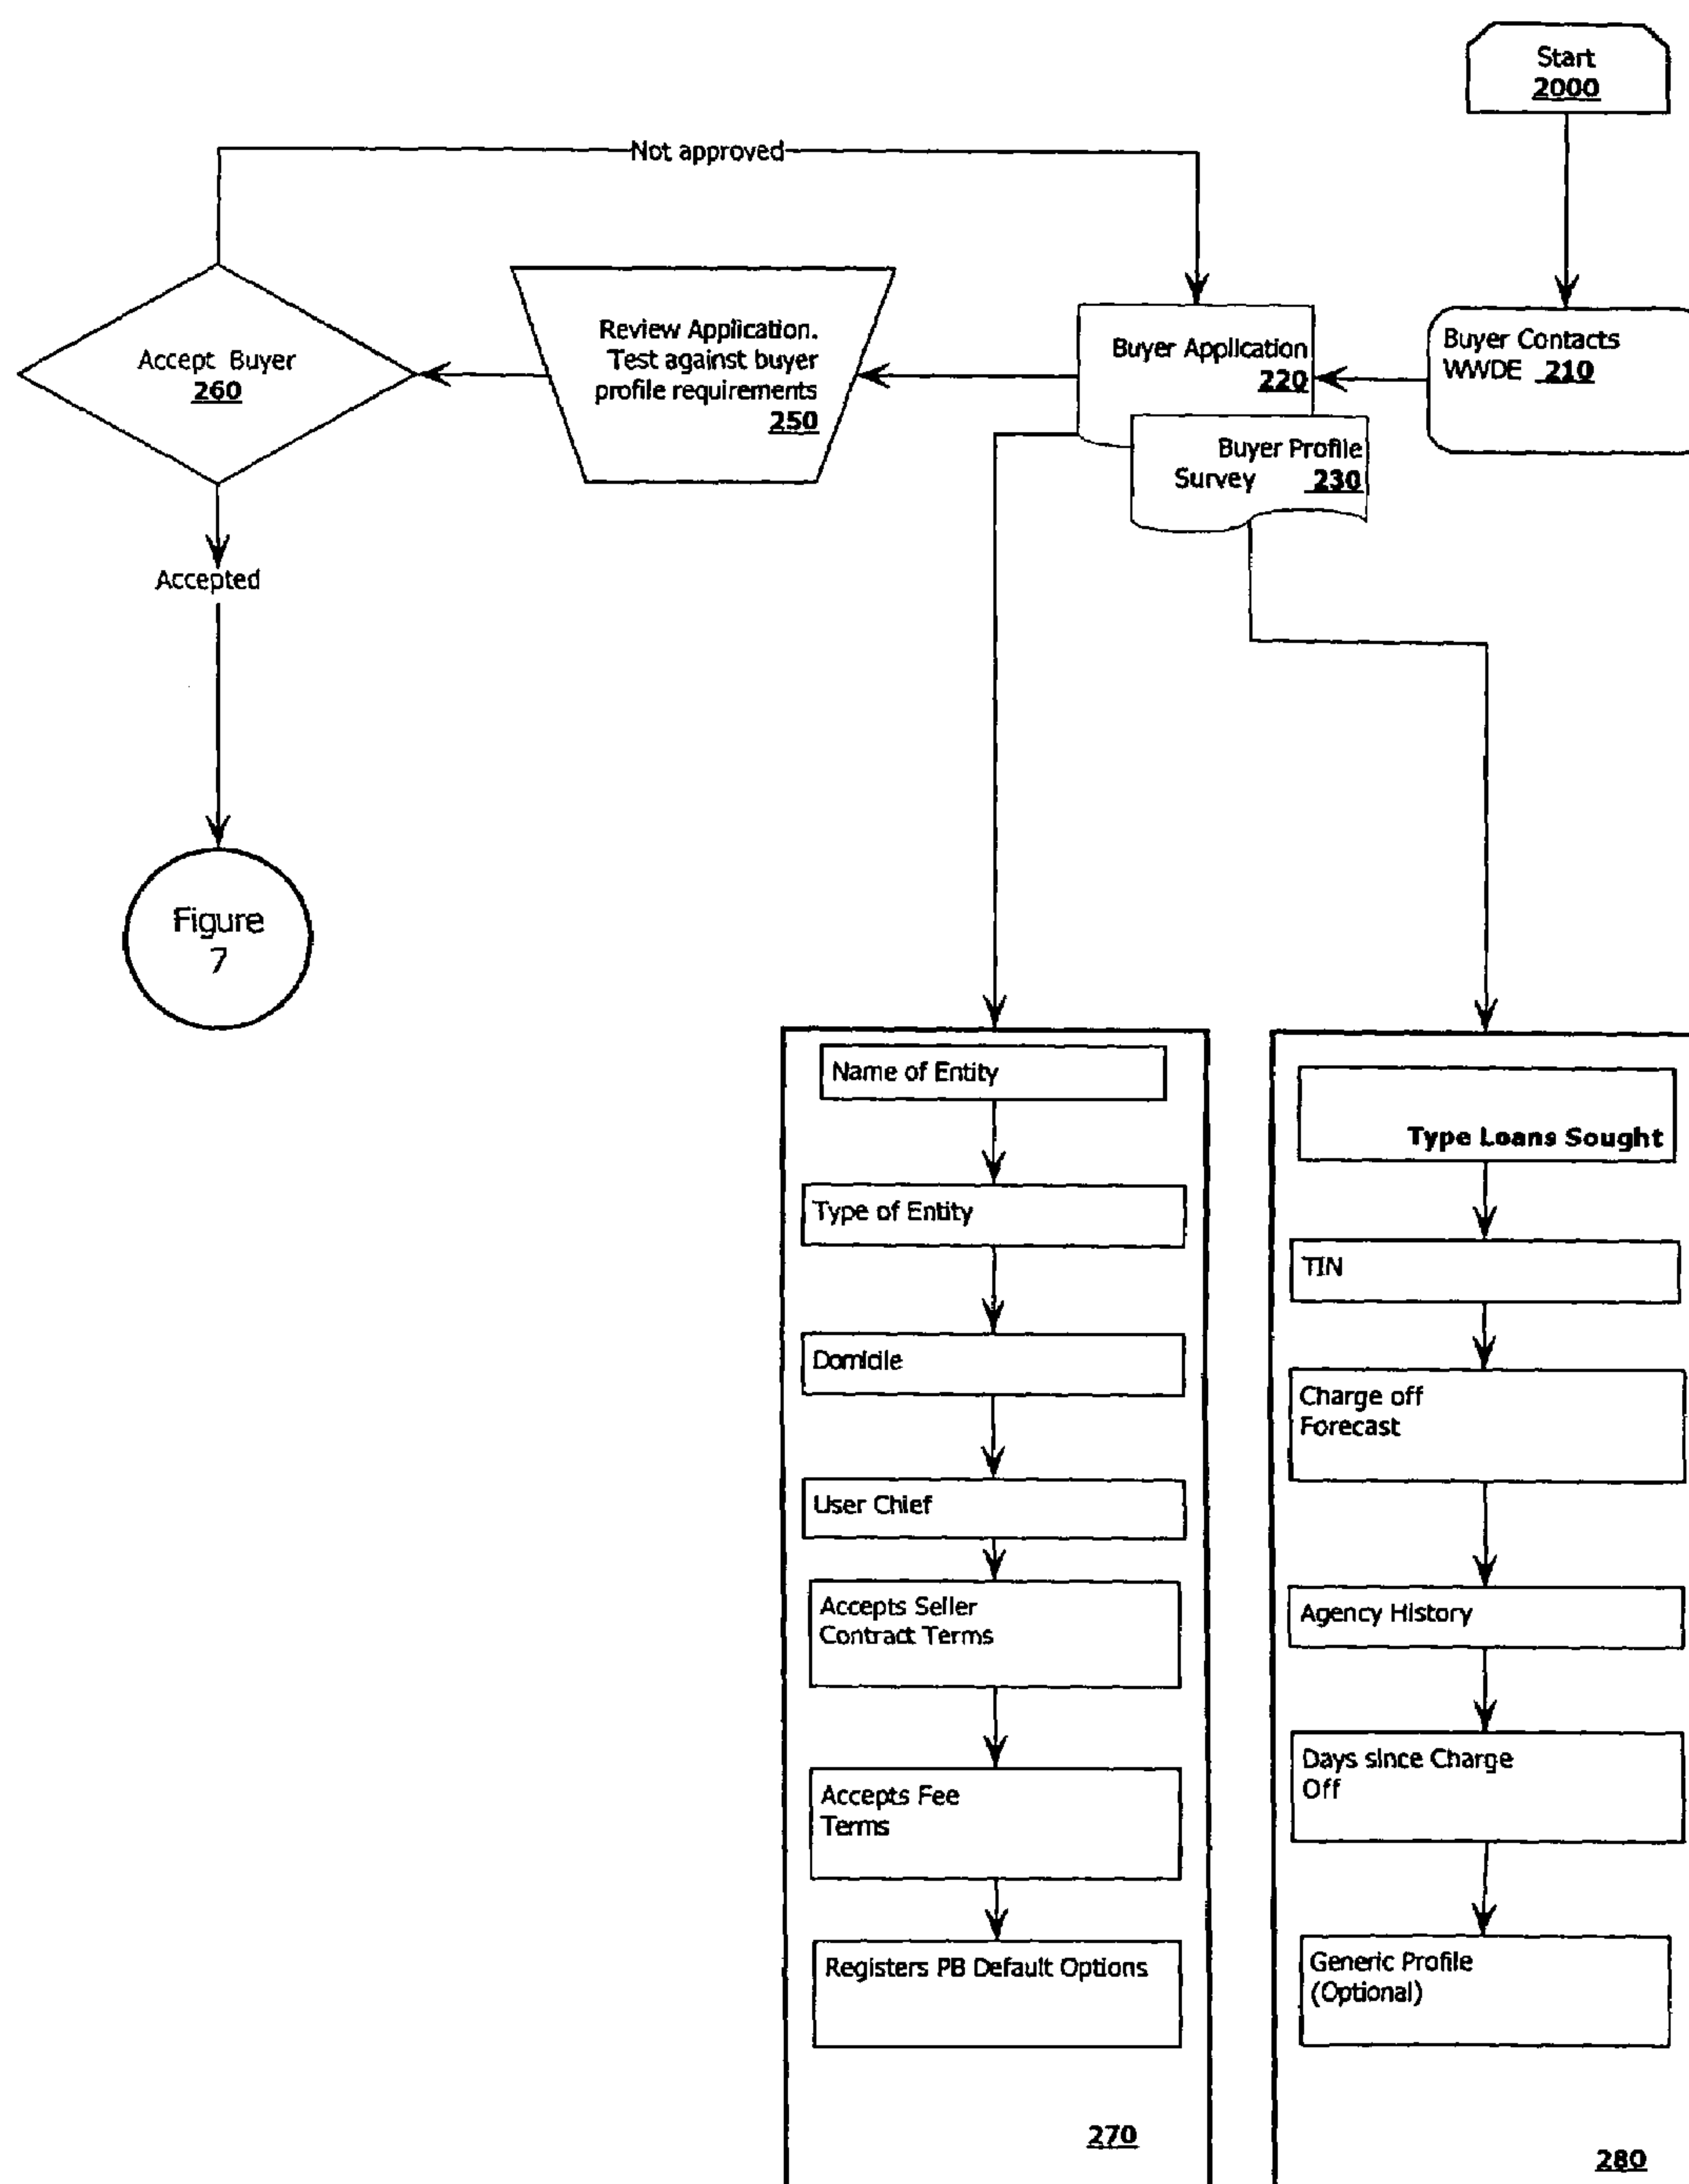 Start
2000
Not approved
Buyer Contacts
WWDE 210
Buyer Application
220
Buyer Profile
Survey 230
Review Application.
Test against buyer
profile requirements
250
Accept Buyer
260
Accepted
Figure
7
Name of Entity
Type of Entity
Domicile
User Chief
Accepts Seller
Contract Terms
Accepts Fee
Terms
Registers PB Default Options
270
Type Loans Sought
TIN
Charge off
Forecast
Agency History
Days since Charge
Off
Generic Profile
(Optional)
280